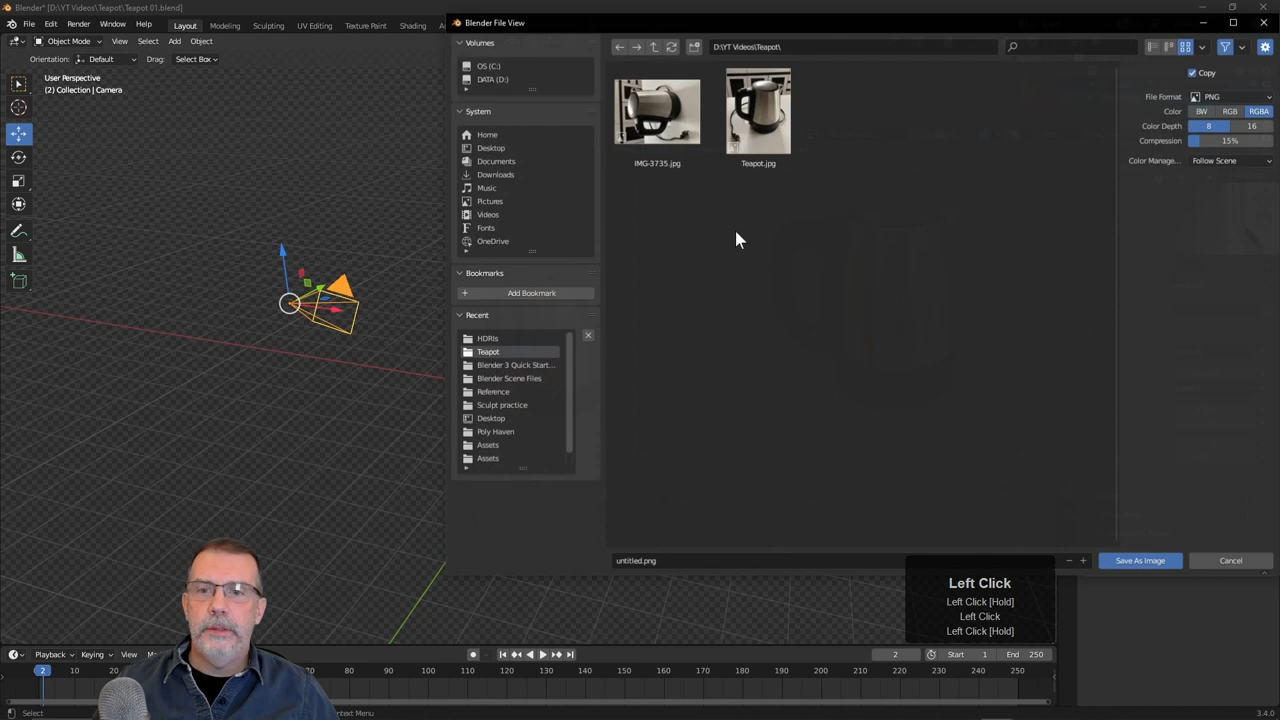 Blender* [D:\YT Videos\Teapot\Teapot 01.blend]
File Edit Render Window Help Layout Modeling Sculpting UV Editing Texture Paint Shading
Object Mode View Select Add Object
Orientation: Default Drag: Select Box
User Perspective
(2) Collection | Camera
Blender File View
Volumes
OS (C:)
DATA (D:)
System
Home
Desktop
Documents
Downloads
Music
Pictures
Videos
Fonts
OneDrive
Bookmarks
Add Bookmark
Recent
HDRIs
Teapot
Blender 3 Quick Start...
Blender Scene Files
Reference
Sculpt practice
Desktop
Poly Haven
Assets
Assets
D:\YT Videos\Teapot\
IMG-3735.jpg
Teapot.jpg
Copy
File Format PNG
Color BW RGB RGBA
Color Depth 8 16
Compression 15%
Color Manage... Follow Scene
untitled.png
Save As Image
Cancel
Left Click
Left Click [Hold]
Left Click
Left Click [Hold]
Playback Keying View
2 Start 1 End 250
2 10 20 30 40 50 70 80 90 100 110 120 130 140 150 160 170 180 190 200 210 220 230 240 250
Select
3.4.0